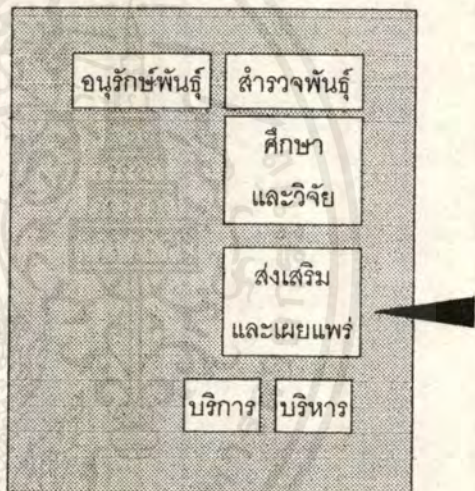 อนุรักษ์พันธุ์ สำรวจพันธุ์
ศึกษา
และวิจัย
ส่งเสริม
และเผยแพร่
บริการ บริหาร